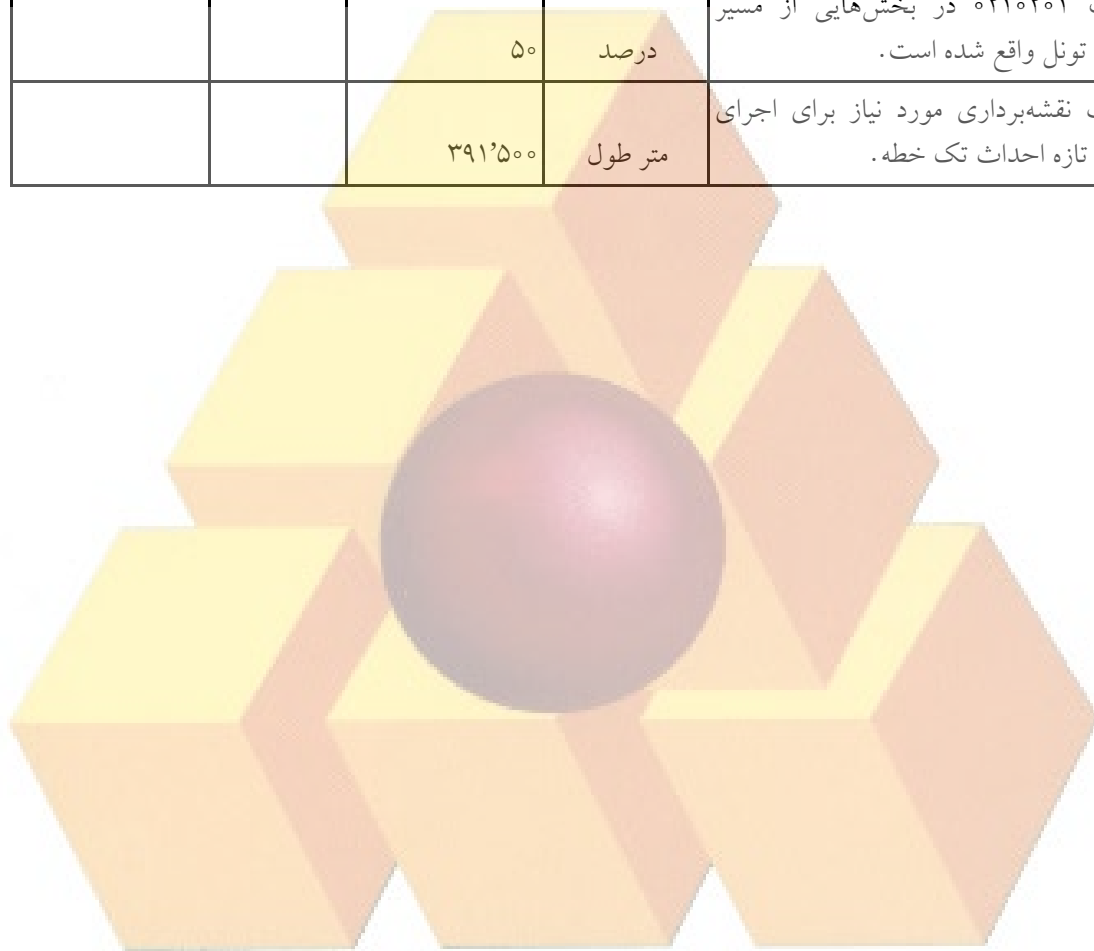 ۰۲۱۰۲۰۱ در بخش‌هایی از مسیر
تونل واقع شده است. درصد ۵۰
نقشه‌برداری مورد نیاز برای اجرای
تازه احداث تک خطه. متر طول ۳۹۱٬۵۰۰